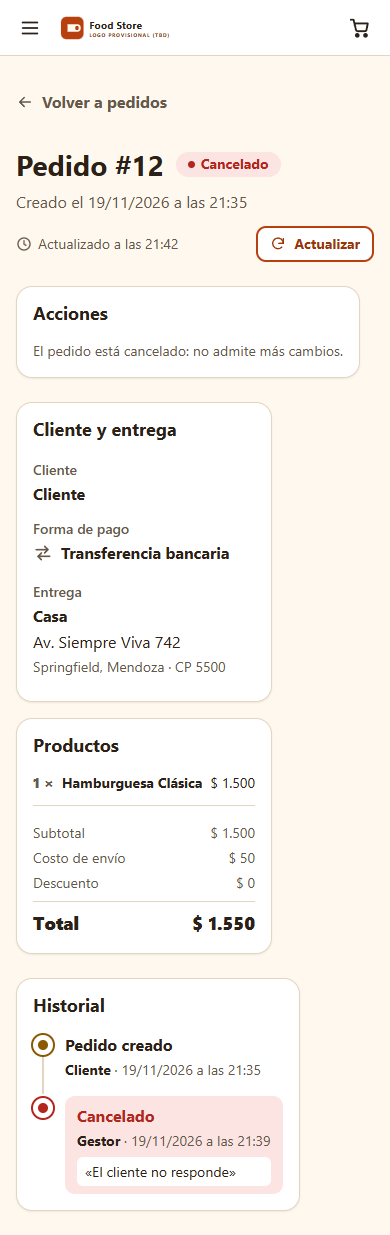 Food Store
LOGO PROVISIONAL (TBD)
Volver a pedidos
Pedido #12
Cancelado
Creado el 19/11/2026 a las 21:35
Actualizado a las 21:42
Actualizar
Acciones
El pedido está cancelado: no admite más cambios.
Cliente y entrega
Cliente
Cliente
Forma de pago
Transferencia bancaria
Entrega
Casa
Av. Siempre Viva 742
Springfield, Mendoza · CP 5500
Productos
1 × Hamburguesa Clásica $ 1.500
Subtotal $ 1.500
Costo de envío $ 50
Descuento $ 0
Total $ 1.550
Historial
Pedido creado
Cliente · 19/11/2026 a las 21:35
Cancelado
Gestor · 19/11/2026 a las 21:39
«El cliente no responde»